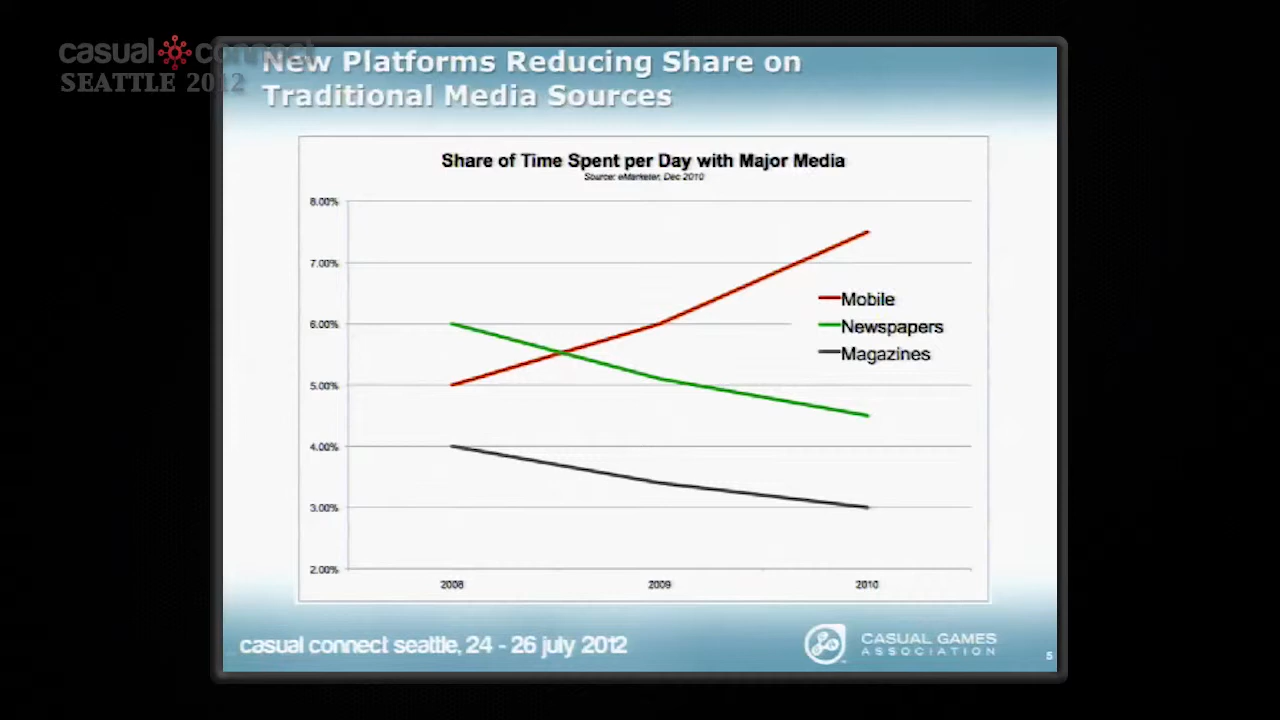 casual connect
SEATTLE 2012
New Platforms Reducing Share on
Traditional Media Sources
Share of Time Spent per Day with Major Media
Source: eMarketer, Dec 2010
8.00%
7.00%
6.00%
5.00%
4.00%
3.00%
2.00%
Mobile
Newspapers
Magazines
2008
2009
2010
casual connect seattle, 24 - 26 july 2012
CASUAL GAMES
ASSOCIATION
5